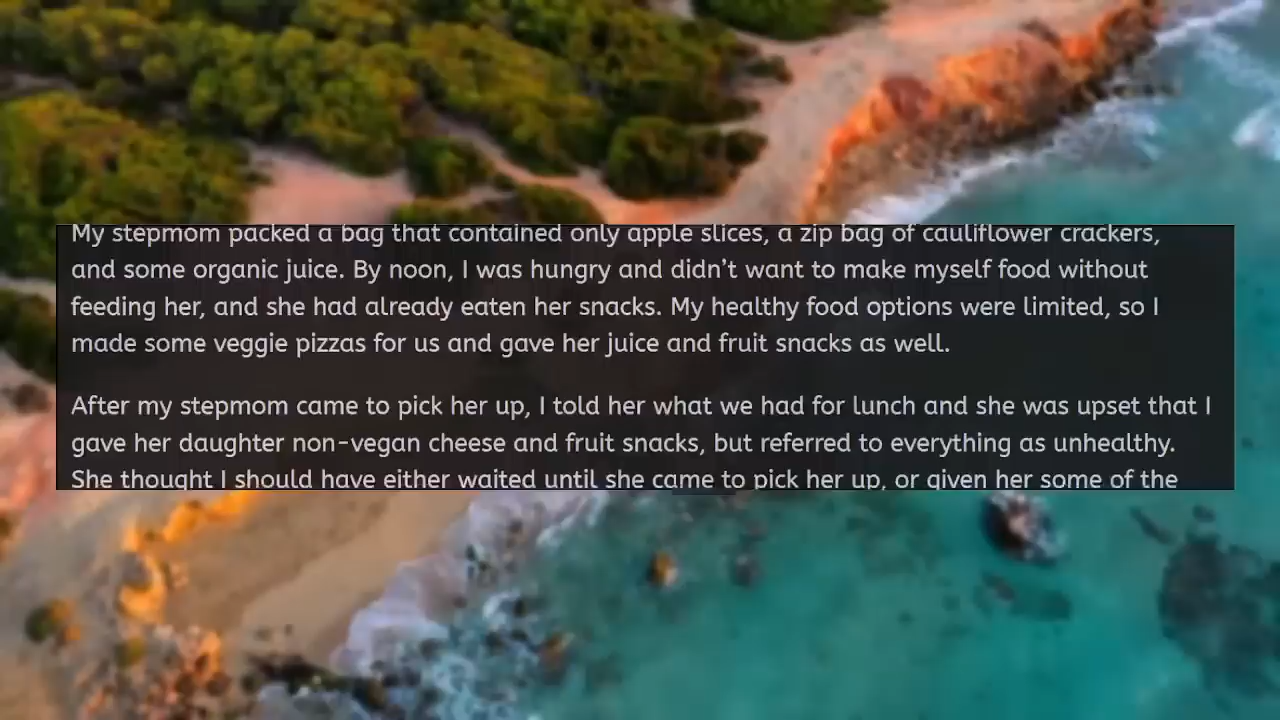 My stepmom packed a bag that contained only apple slices, a zip bag of cauliflower crackers,
and some organic juice. By noon, I was hungry and didn’t want to make myself food without
feeding her, and she had already eaten her snacks. My healthy food options were limited, so I
made some veggie pizzas for us and gave her juice and fruit snacks as well.
After my stepmom came to pick her up, I told her what we had for lunch and she was upset that I
gave her daughter non-vegan cheese and fruit snacks, but referred to everything as unhealthy.
She thought I should have either waited until she came to pick her up, or given her some of the